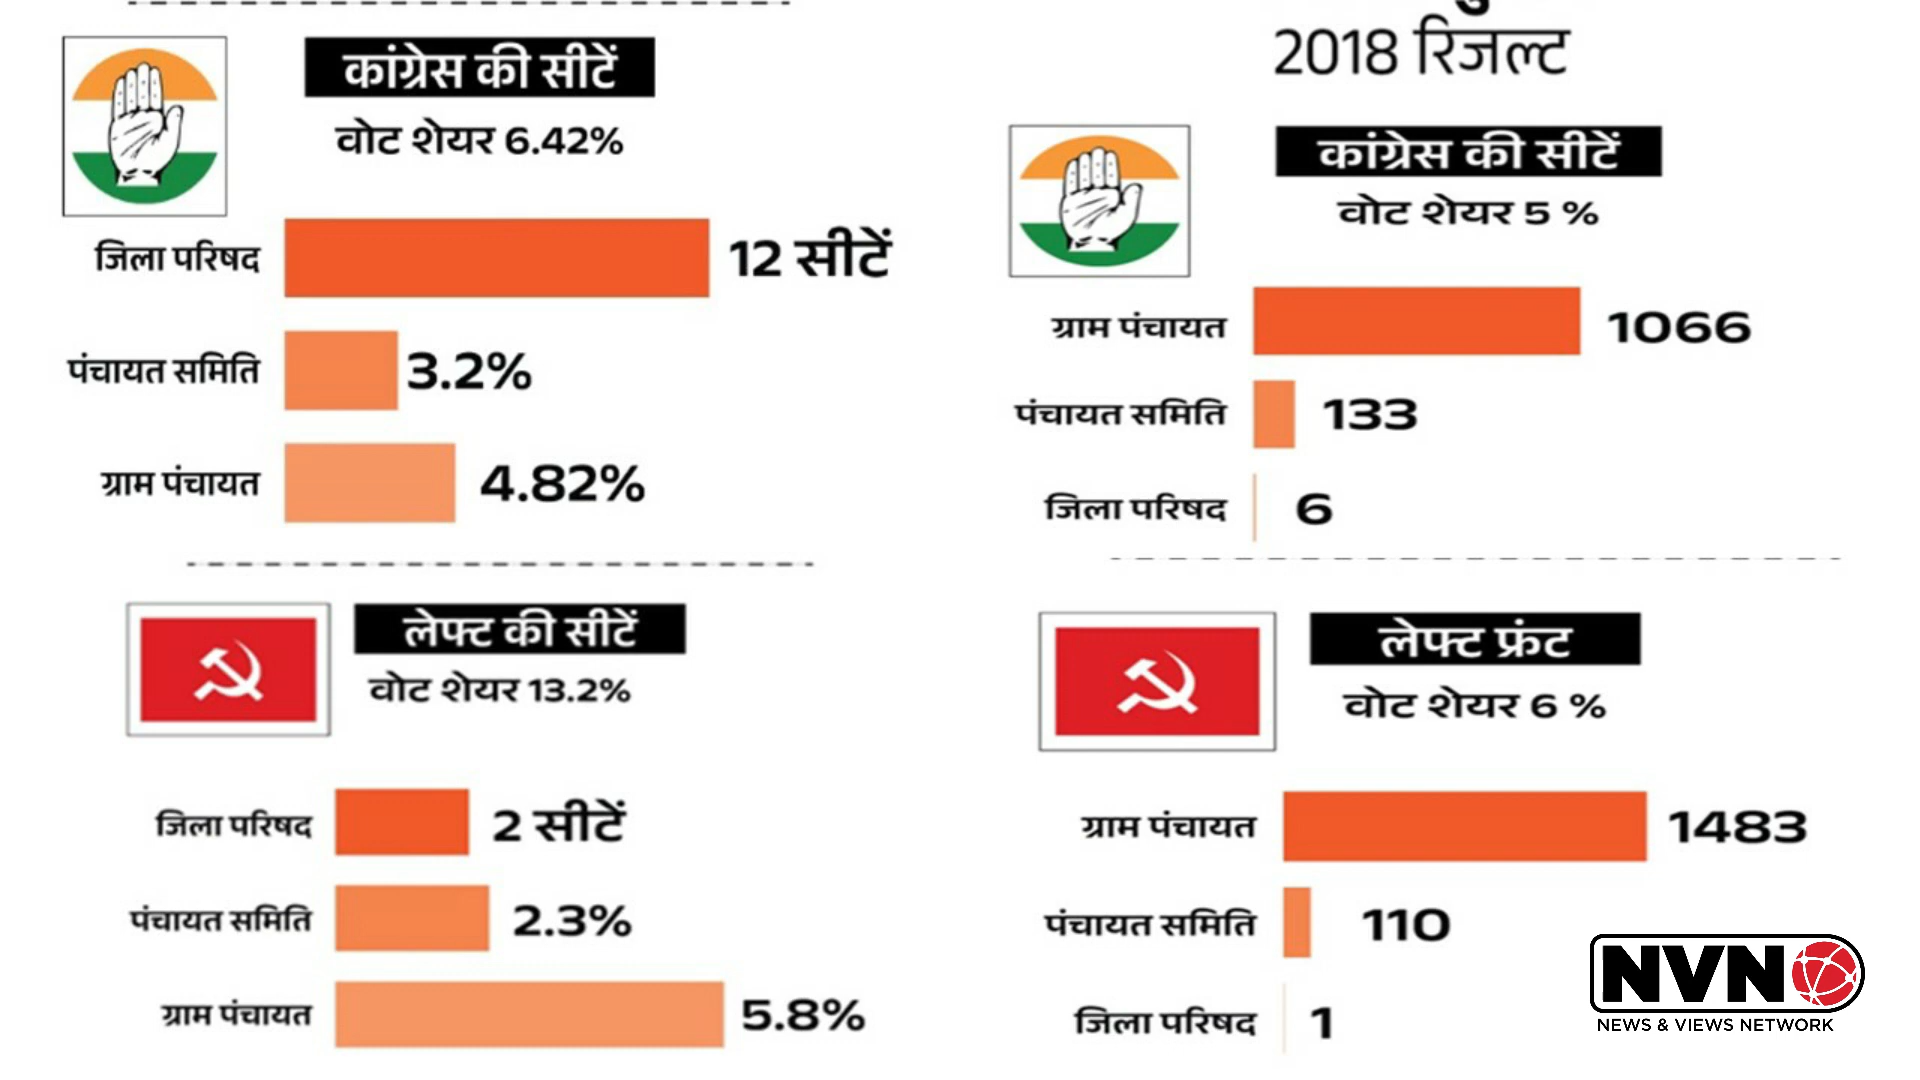 कांग्रेस की सीटें
वोट शेयर 6.42%
जिला परिषद 12 सीटें
पंचायत समिति 3.2%
ग्राम पंचायत 4.82%
लेफ्ट की सीटें
वोट शेयर 13.2%
जिला परिषद 2 सीटें
पंचायत समिति 2.3%
ग्राम पंचायत 5.8%
2018 रिजल्ट
कांग्रेस की सीटें
वोट शेयर 5 %
ग्राम पंचायत 1066
पंचायत समिति 133
जिला परिषद 6
लेफ्ट फ्रंट
वोट शेयर 6 %
ग्राम पंचायत 1483
पंचायत समिति 110
जिला परिषद 1
NVN
NEWS & VIEWS NETWORK